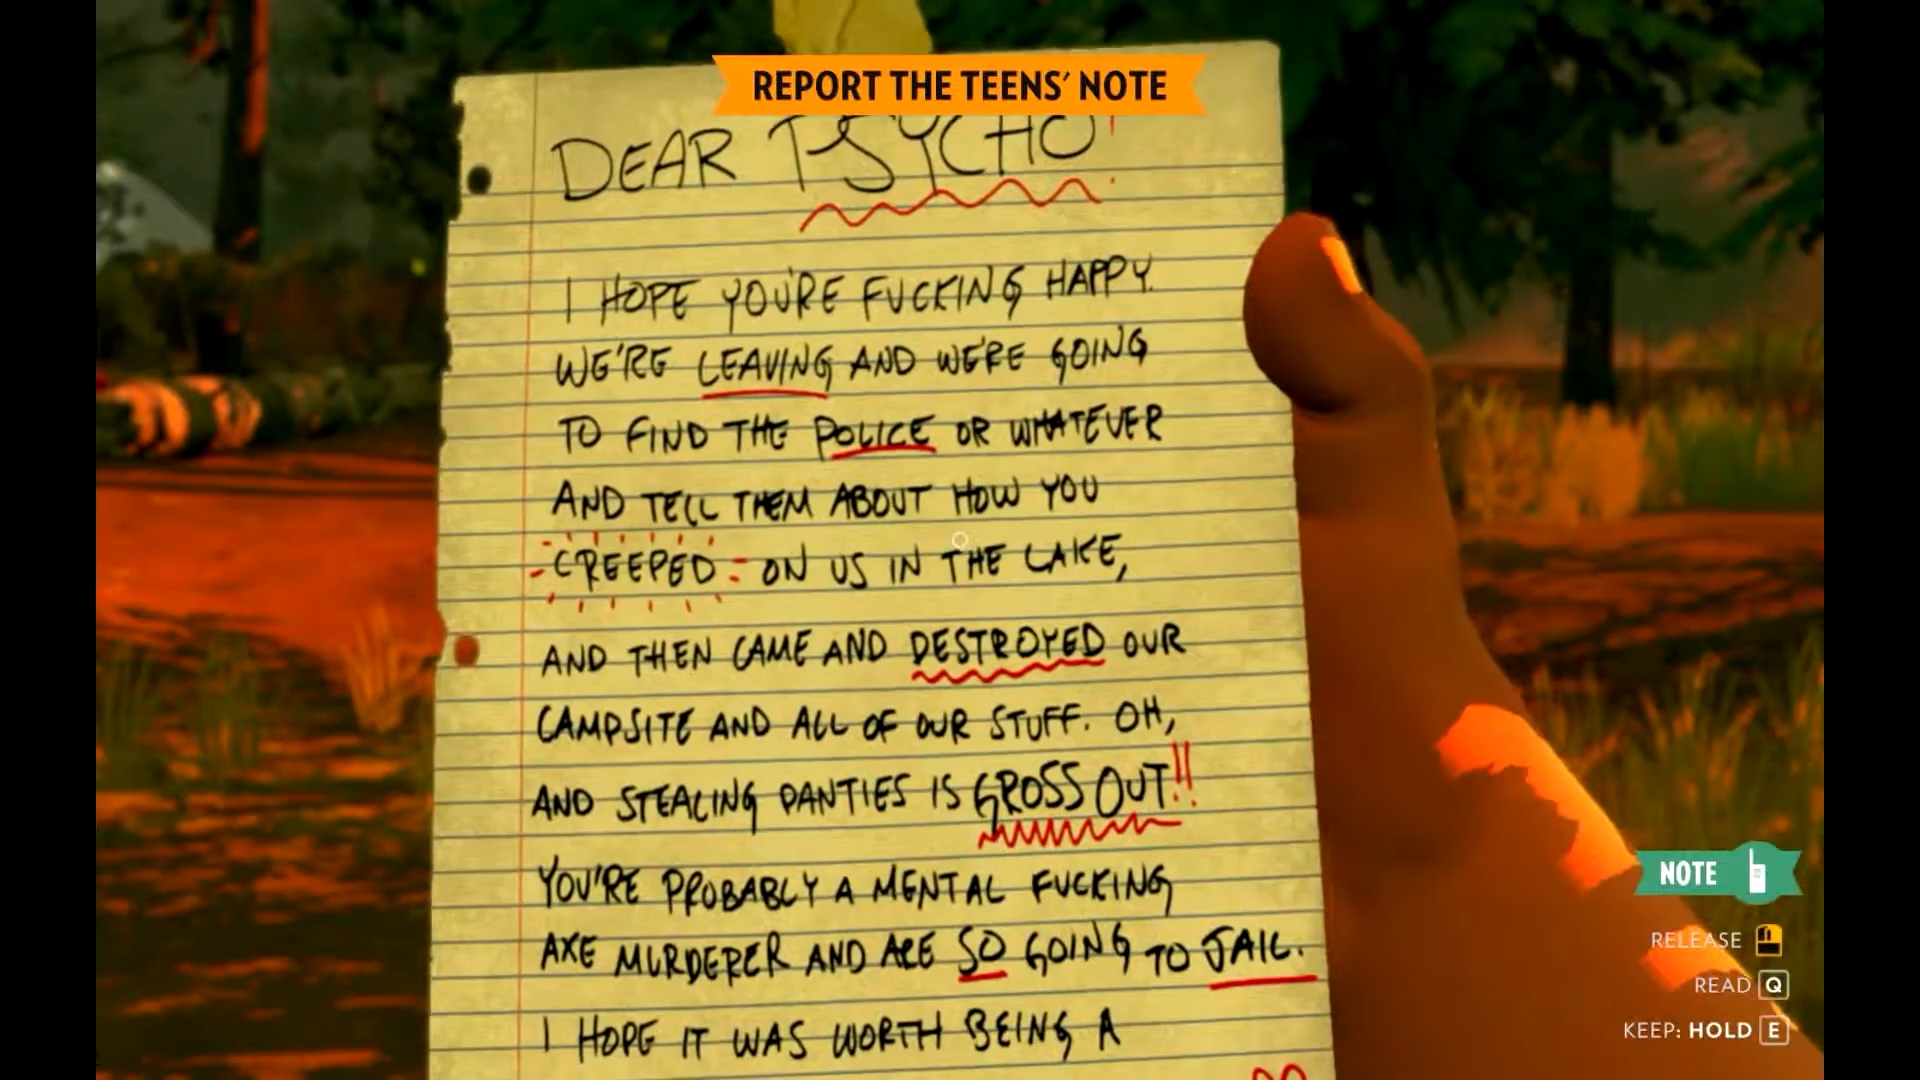 REPORT THE TEENS' NOTE
DEAR PSYCHO!
I HOPE YOU'RE FUCKING HAPPY.
WE'RE LEAVING AND WE'RE GOING
TO FIND THE POLICE OR WHATEVER
AND TELL THEM ABOUT HOW YOU
CREEPED ON US IN THE LAKE,
AND THEN CAME AND DESTROYED OUR
CAMPSITE AND ALL OF OUR STUFF. OH,
AND STEALING PANTIES IS GROSS OUT!!
YOU'RE PROBABLY A MENTAL FUCKING
AXE MURDERER AND ARE SO GOING TO JAIL.
I HOPE IT WAS WORTH BEING A
NOTE
RELEASE
READ Q
KEEP: HOLD E